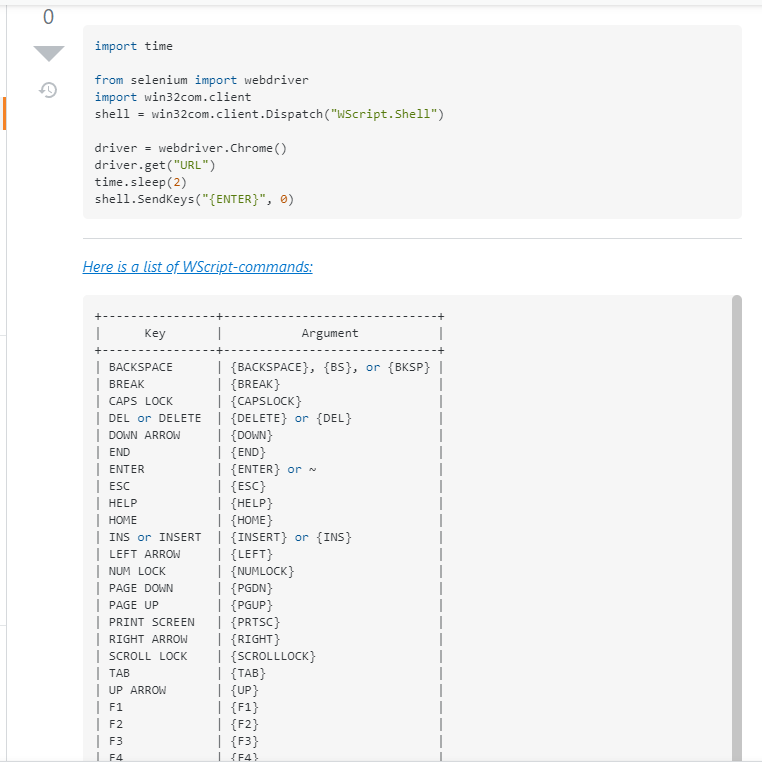 0
import time
from selenium import webdriver
import win32com.client
shell = win32com.client.Dispatch("WScript.Shell")
driver = webdriver.Chrome()
driver.get("URL")
time.sleep(2)
shell.SendKeys("{ENTER}", 0)
Here is a list of WScript-commands:
+----------------+------------------------------+
|      Key       |           Argument           |
+----------------+------------------------------+
| BACKSPACE      | {BACKSPACE}, {BS}, or {BKSP} |
| BREAK          | {BREAK}                      |
| CAPS LOCK      | {CAPSLOCK}                   |
| DEL or DELETE  | {DELETE} or {DEL}            |
| DOWN ARROW     | {DOWN}                       |
| END            | {END}                        |
| ENTER          | {ENTER} or ~                 |
| ESC            | {ESC}                        |
| HELP           | {HELP}                       |
| HOME           | {HOME}                       |
| INS or INSERT  | {INSERT} or {INS}            |
| LEFT ARROW     | {LEFT}                       |
| NUM LOCK       | {NUMLOCK}                    |
| PAGE DOWN      | {PGDN}                       |
| PAGE UP        | {PGUP}                       |
| PRINT SCREEN   | {PRTSC}                      |
| RIGHT ARROW    | {RIGHT}                      |
| SCROLL LOCK    | {SCROLLLOCK}                 |
| TAB            | {TAB}                        |
| UP ARROW       | {UP}                         |
| F1             | {F1}                         |
| F2             | {F2}                         |
| F3             | {F3}                         |
| F4             | {F4}                         |